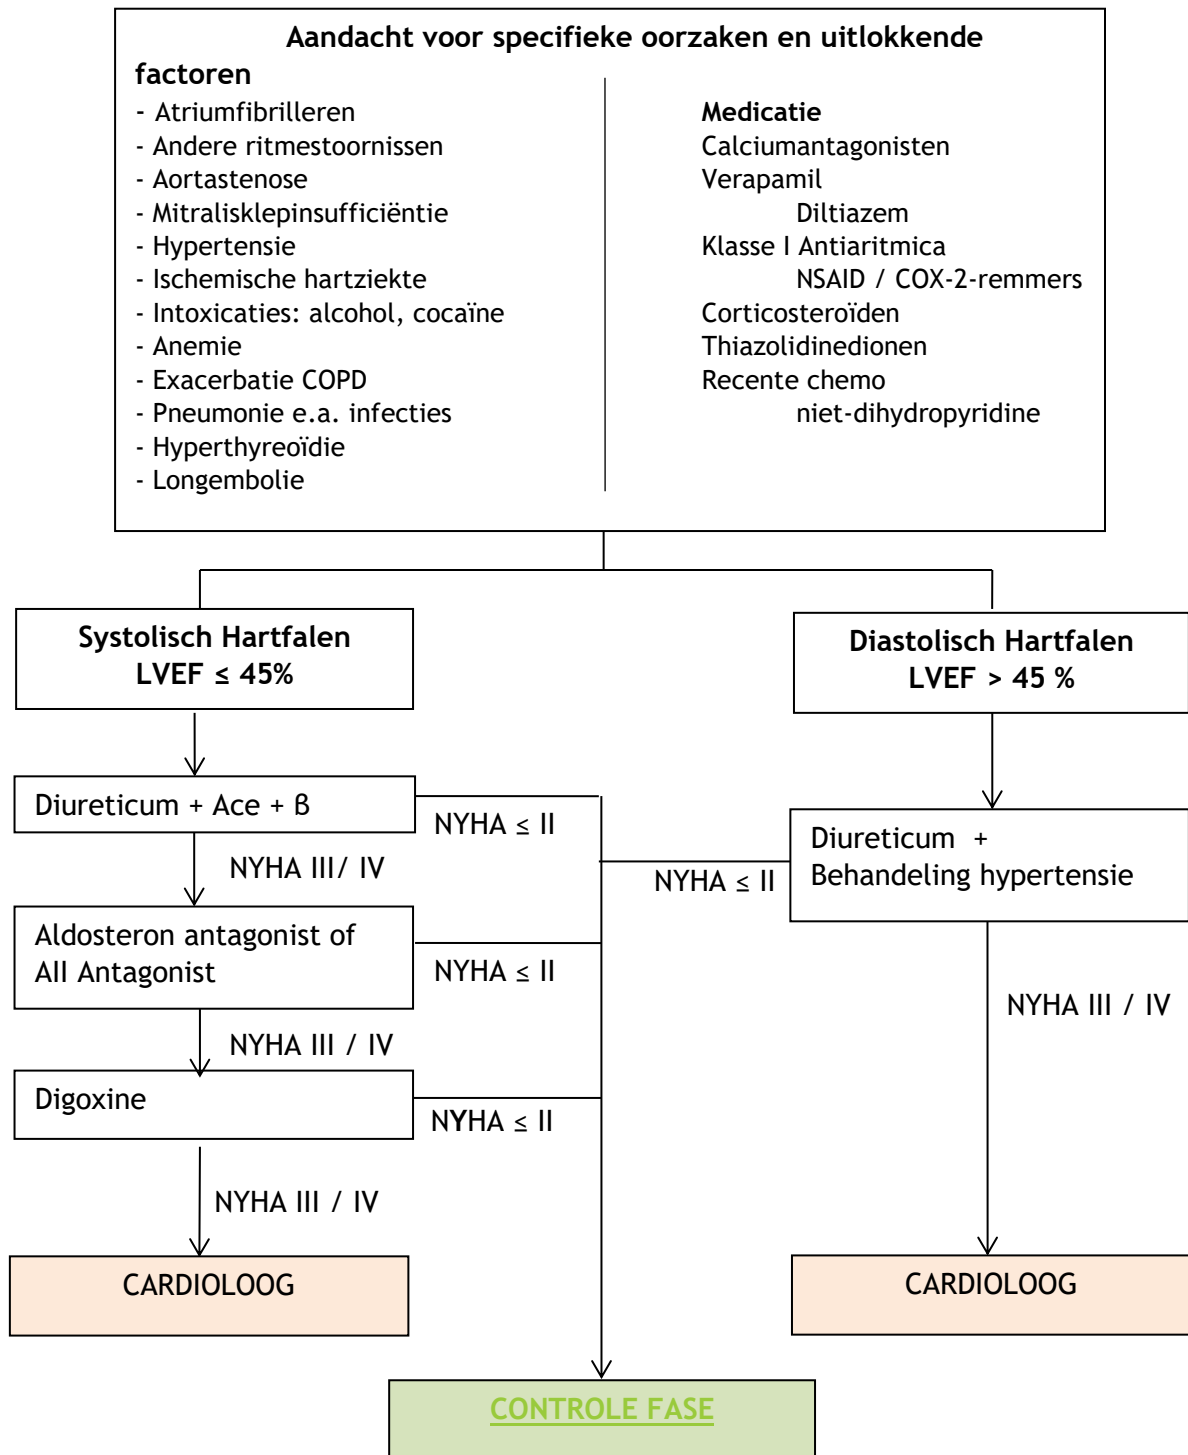 Aandacht voor specifieke oorzaken en uitlokkende
factoren
- Atriumfibrilleren
- Andere ritmestoornissen
- Aortastenose
- Mitralisklepinsufficiëntie
- Hypertensie
- Ischemische hartziekte
- Intoxicaties: alcohol, cocaïne
- Anemie
- Exacerbatie COPD
- Pneumonie e.a. infecties
- Hyperthyreoïdie
- Longembolie
Medicatie
Calciumantagonisten
Verapamil
Diltiazem
Klasse I Antiaritmica
NSAID / COX-2-remmers
Corticosteroïden
Thiazolidinedionen
Recente chemo
niet-dihydropyridine
Systolisch Hartfalen
LVEF ≤ 45%
Diastolisch Hartfalen
LVEF > 45 %
Diureticum + Ace + ß
NYHA ≤ II
NYHA III/ IV
Diureticum +
Behandeling hypertensie
NYHA ≤ II
Aldosteron antagonist of
AII Antagonist
NYHA ≤ II
NYHA III / IV
NYHA III / IV
Digoxine
NYHA ≤ II
NYHA III / IV
CARDIOLOOG
CARDIOLOOG
CONTROLE FASE